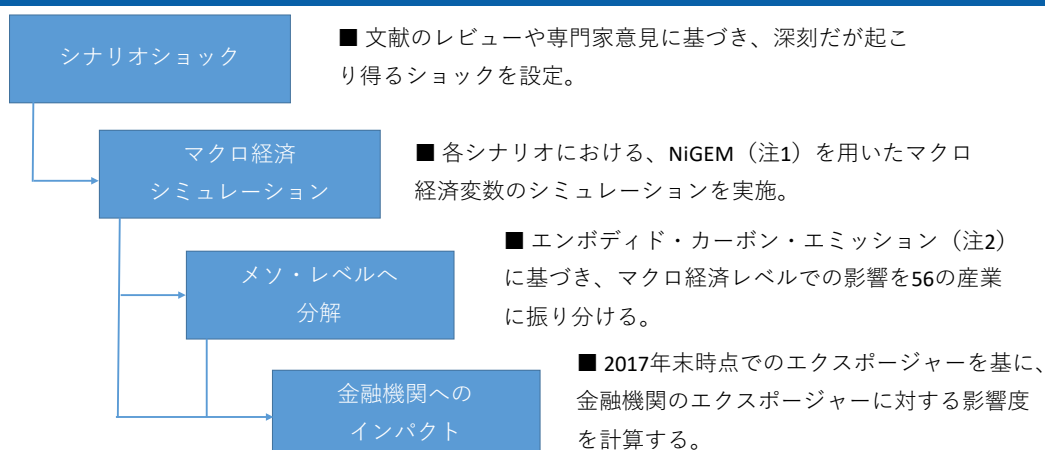 シナリオショック
■ 文献のレビューや専門家意見に基づき、深刻だが起こ
り得るショックを設定。
マクロ経済
シミュレーション
■ 各シナリオにおける、NiGEM（注1）を用いたマクロ
経済変数のシミュレーションを実施。
メソ・レベルへ
分解
■ エンボディド・カーボン・エミッション（注2）
に基づき、マクロ経済レベルでの影響を56の産業
に振り分ける。
金融機関への
インパクト
■ 2017年末時点でのエクスポージャーを基に、
金融機関のエクスポージャーに対する影響度
を計算する。